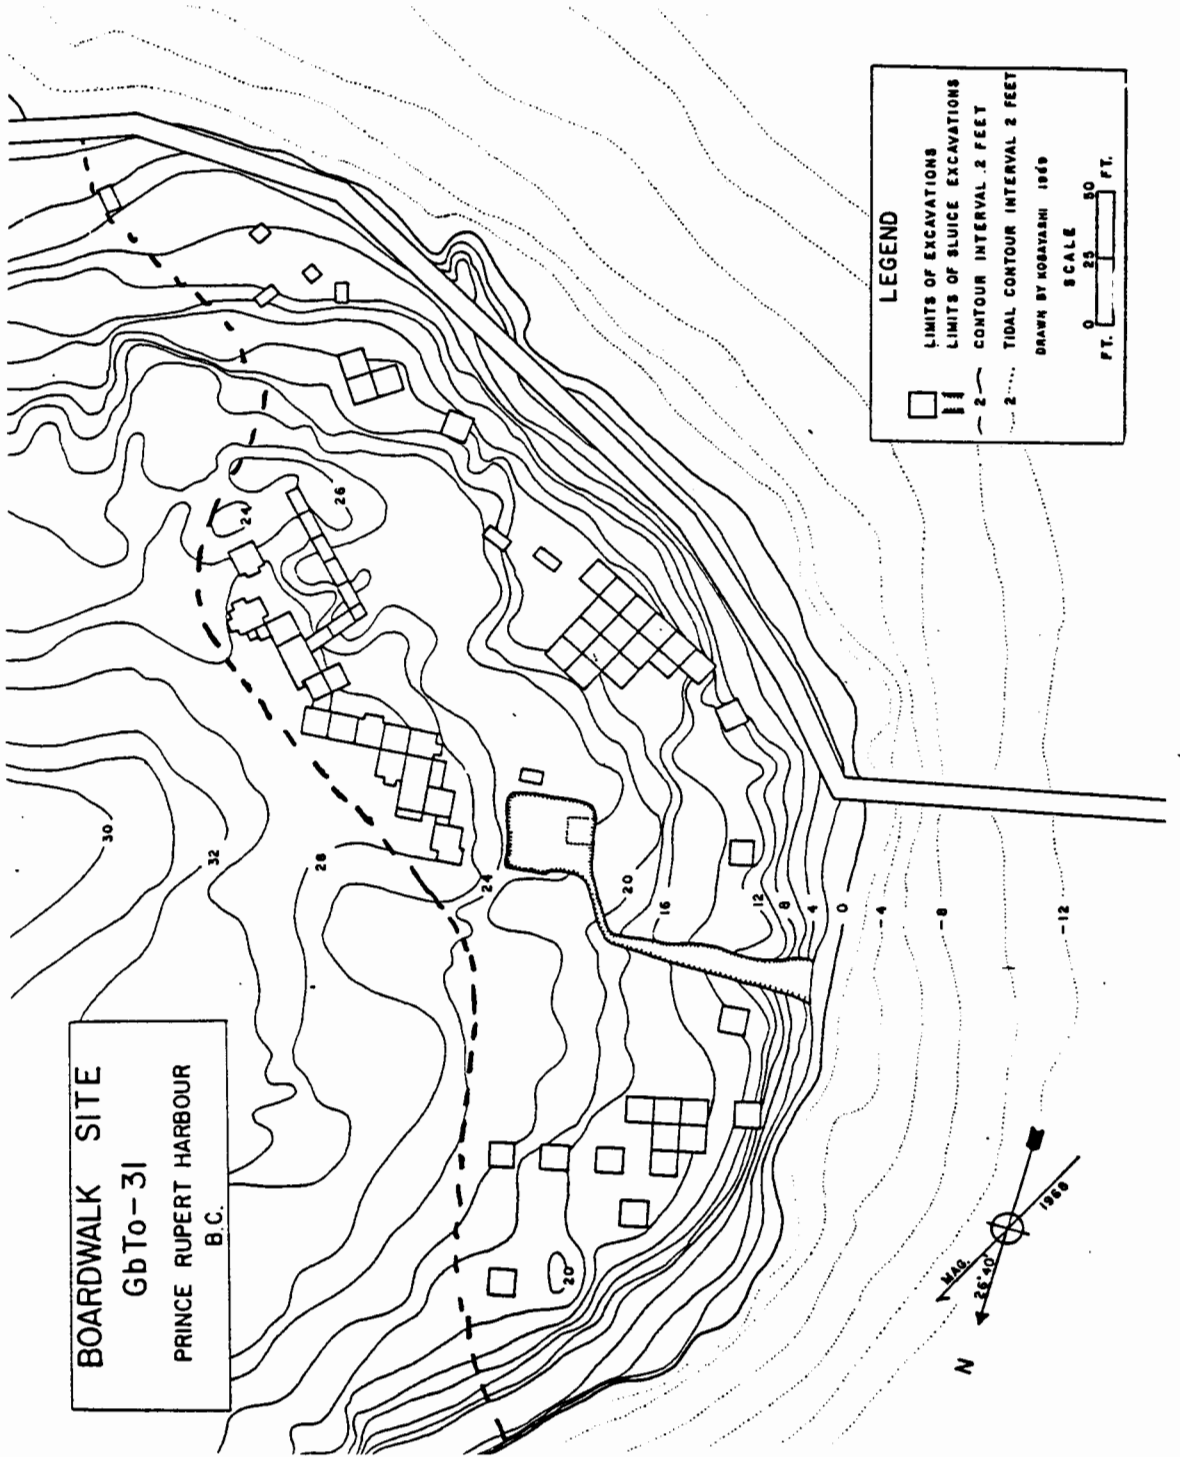 BOARDWALK SITE
GbTo-31
PRINCE RUPERT HARBOUR
B.C.
LEGEND
LIMITS OF EXCAVATIONS
LIMITS OF SLUICE EXCAVATIONS
2 CONTOUR INTERVAL .2 FEET
2 TIDAL CONTOUR INTERVAL 2 FEET
DRAWN BY KOBAYASHI 1969
SCALE
0 25 50
FT. FT.
30
32
28
24
26
24
20
16
12
8
4
0
-4
-8
-12
20
N
MAG.
26°40'
1968